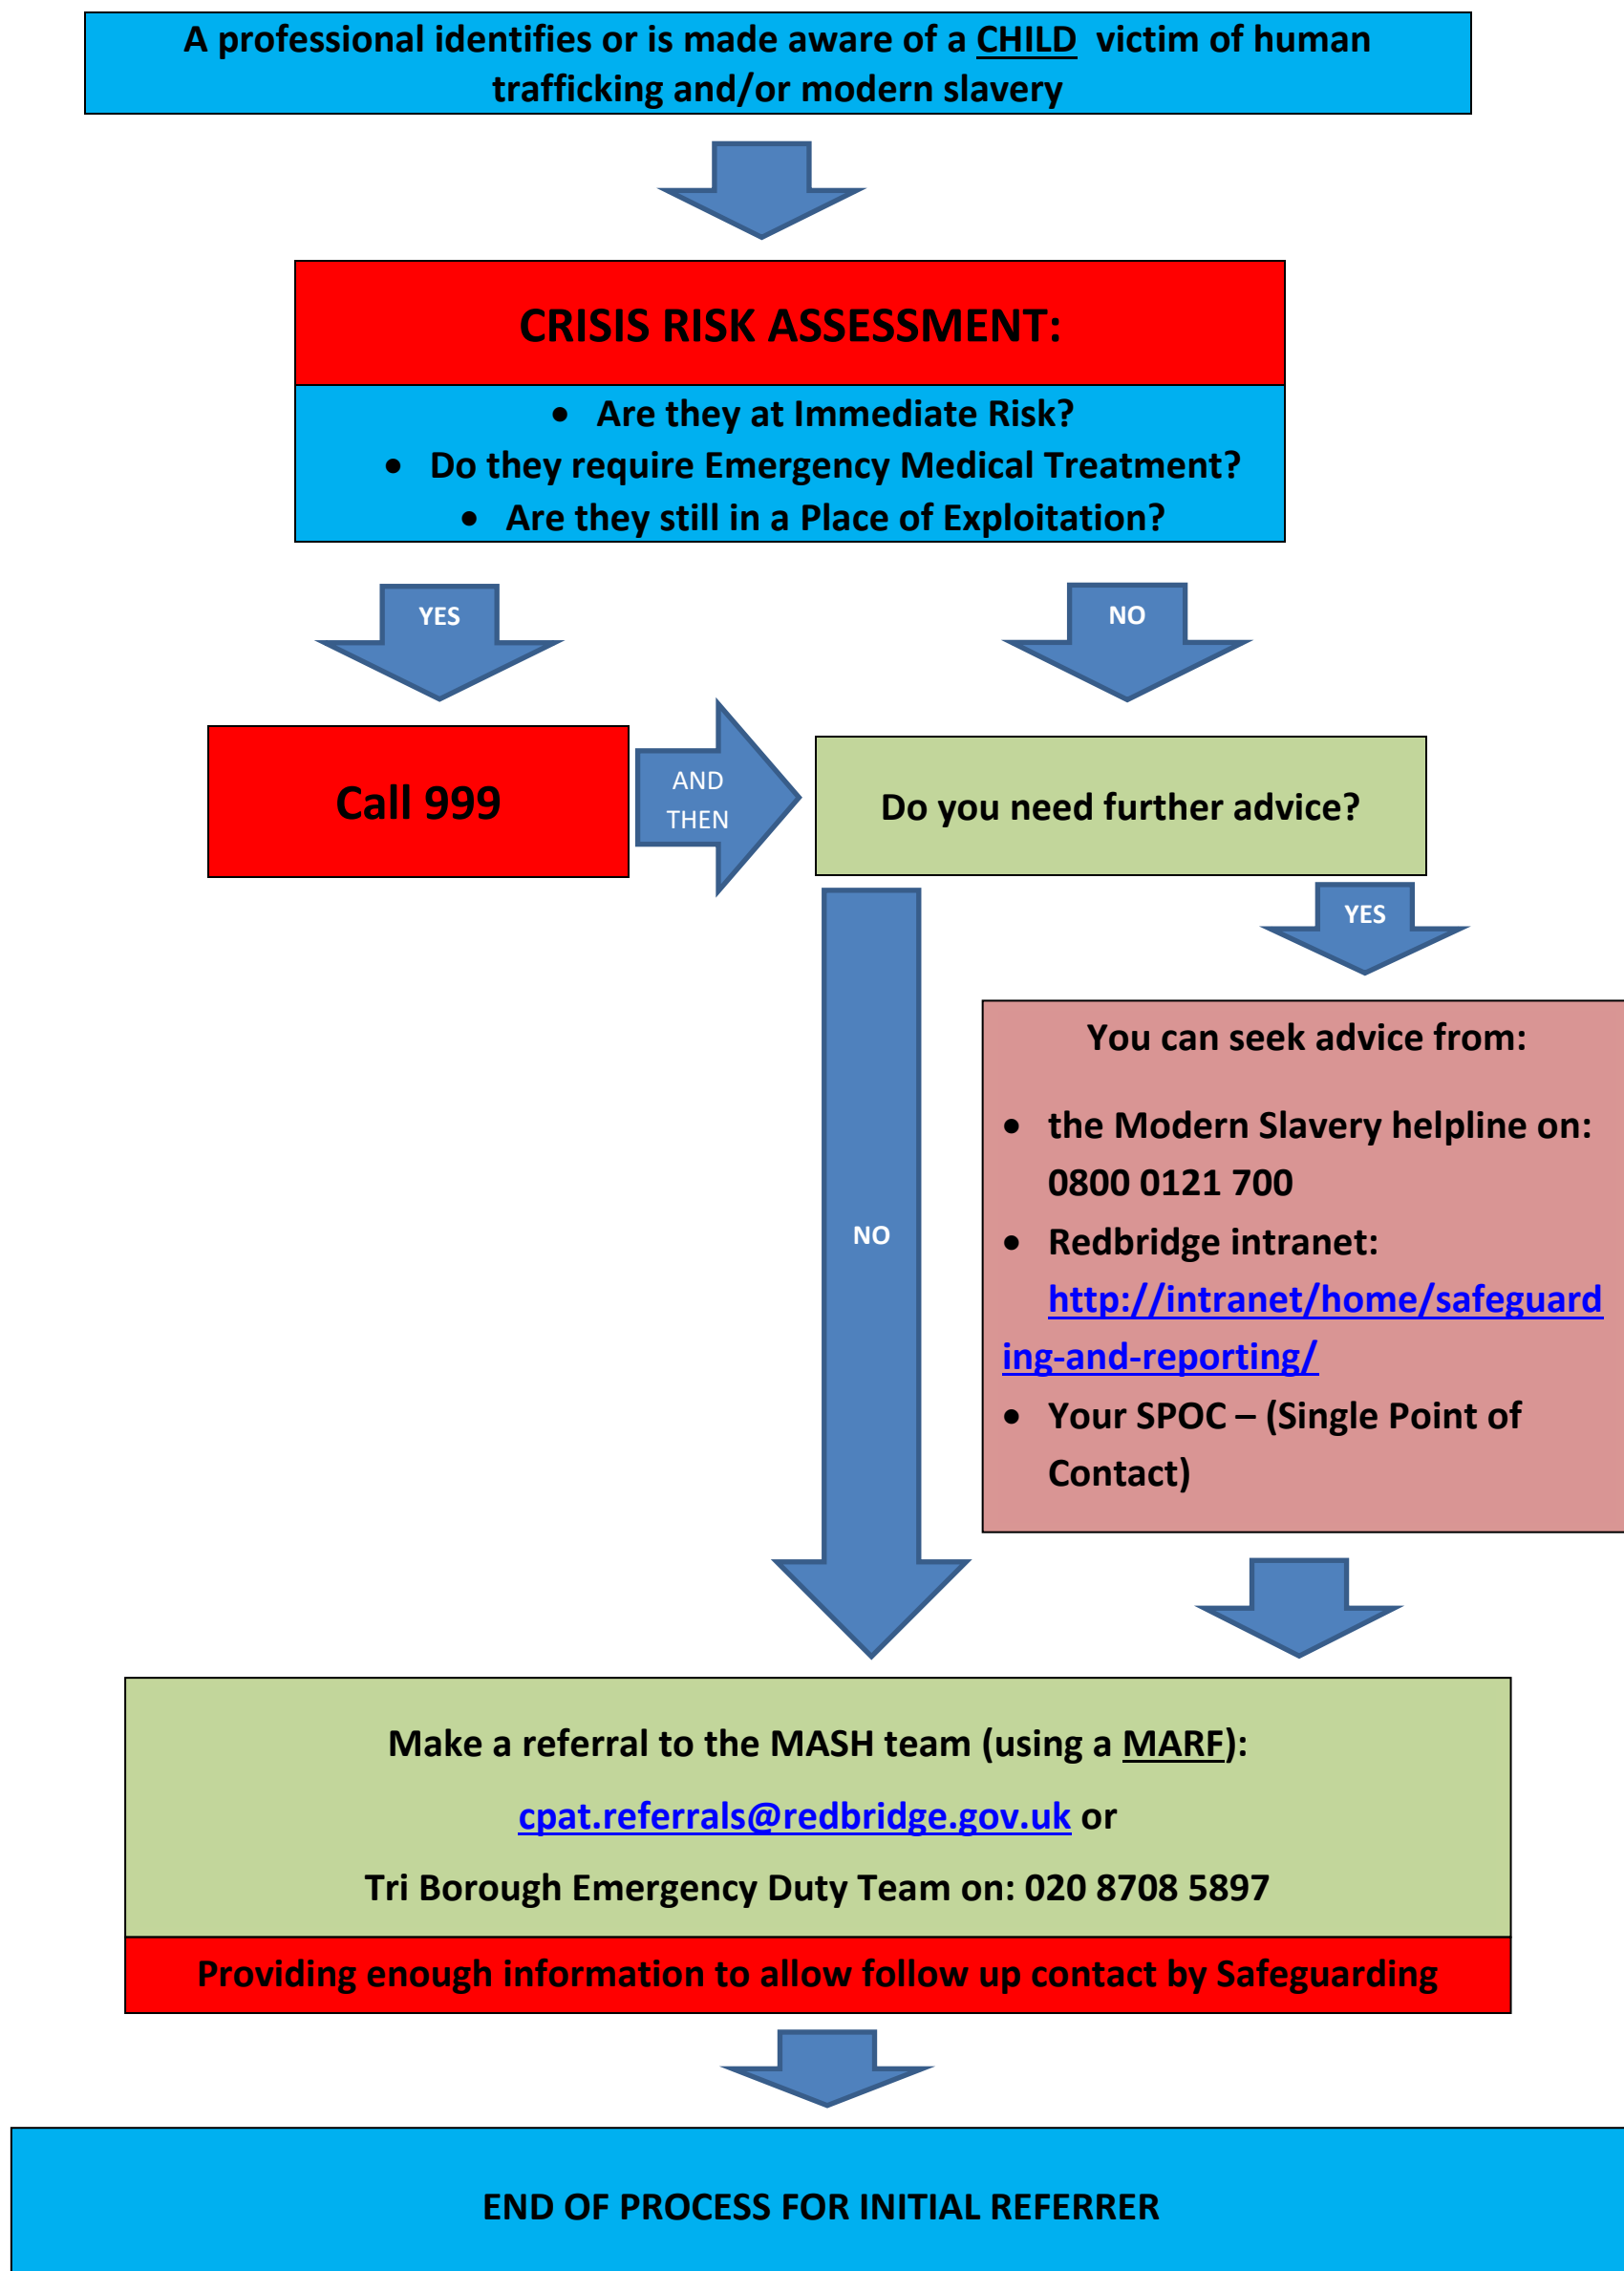 A professional identifies or is made aware of a CHILD victim of human
trafficking and/or modern slavery
CRISIS RISK ASSESSMENT:
• Are they at Immediate Risk?
• Do they require Emergency Medical Treatment?
• Are they still in a Place of Exploitation?
YES
NO
Call 999
AND
THEN
Do you need further advice?
YES
NO
You can seek advice from:
• the Modern Slavery helpline on:
0800 0121 700
• Redbridge intranet:
http://intranet/home/safeguard
ing-and-reporting/
• Your SPOC – (Single Point of
Contact)
Make a referral to the MASH team (using a MARF):
cpat.referrals@redbridge.gov.uk or
Tri Borough Emergency Duty Team on: 020 8708 5897
Providing enough information to allow follow up contact by Safeguarding
END OF PROCESS FOR INITIAL REFERRER